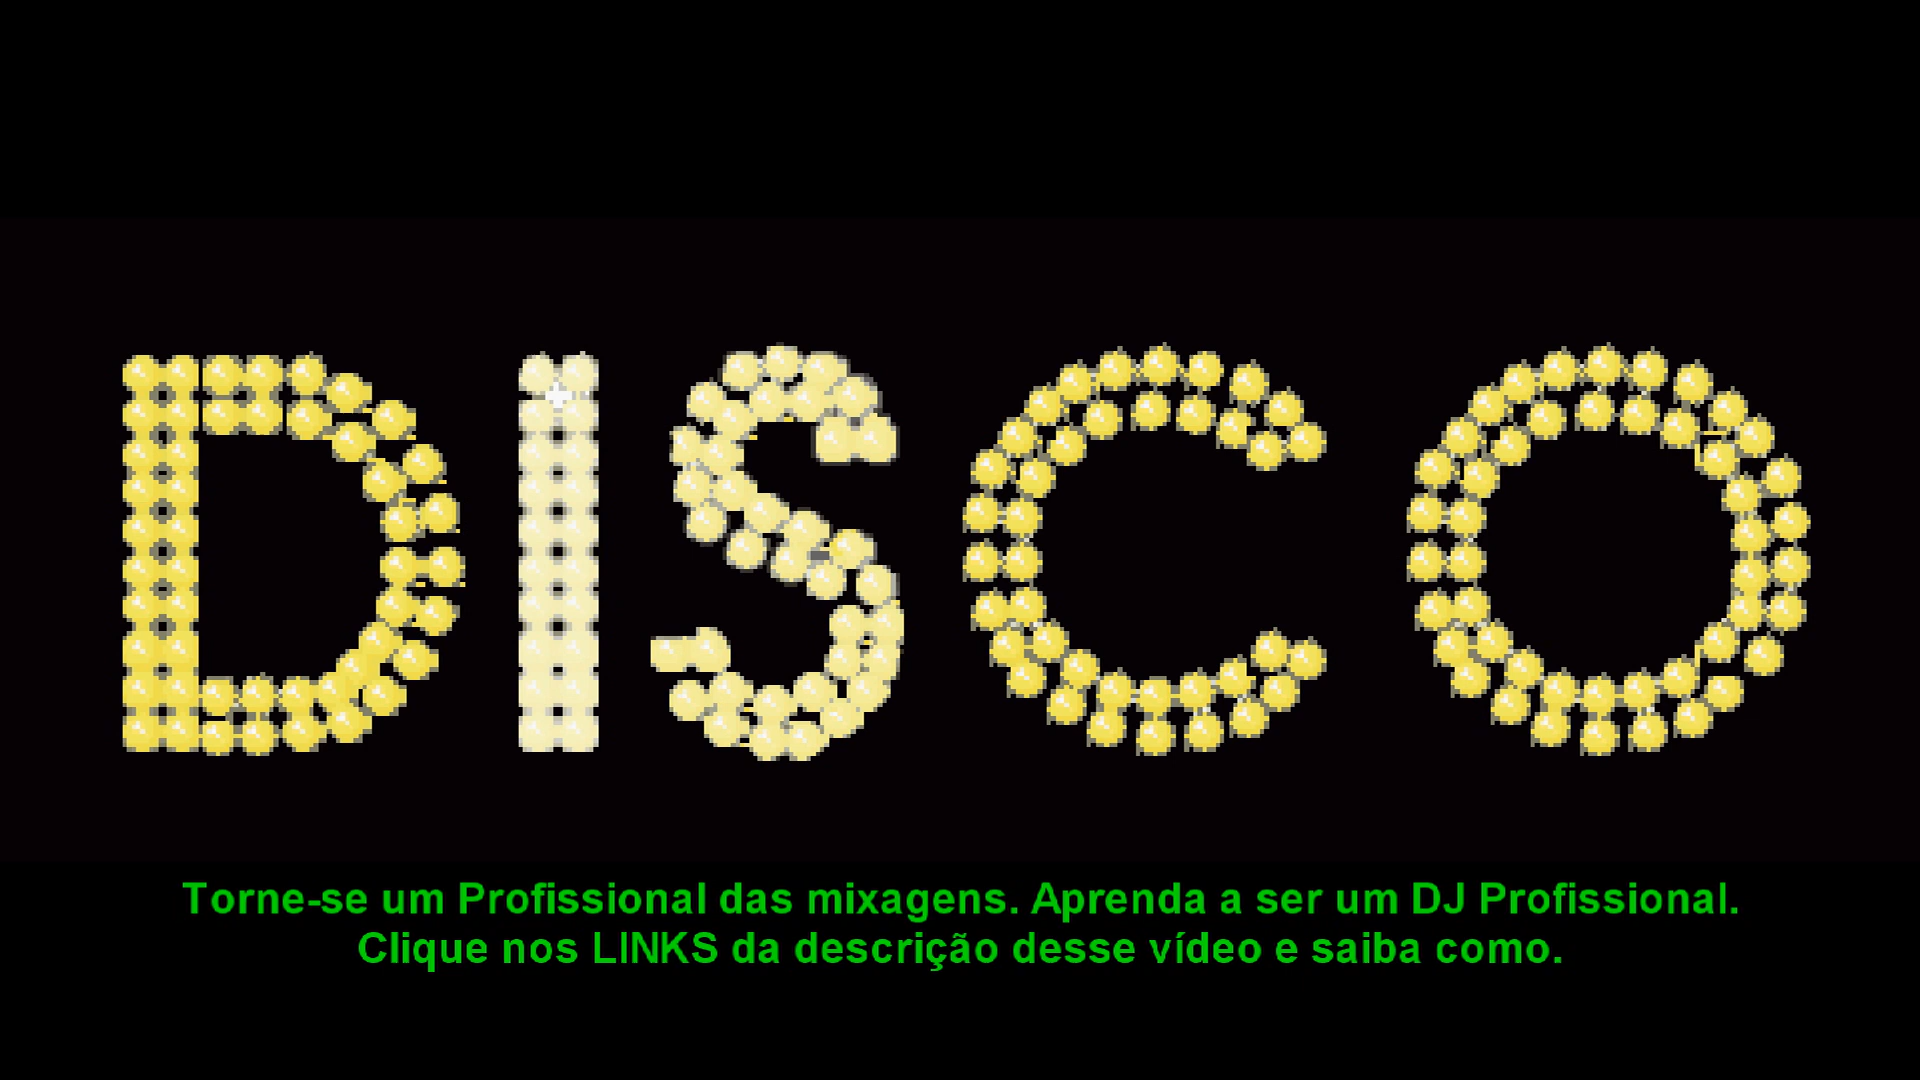 DISCO
Torne-se um Profissional das mixagens. Aprenda a ser um DJ Profissional.
Clique nos LINKS da descrição desse vídeo e saiba como.